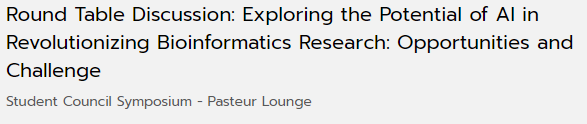 Round Table Discussion: Exploring the Potential of AI in
Revolutionizing Bioinformatics Research: Opportunities and
Challenge
Student Council Symposium - Pasteur Lounge